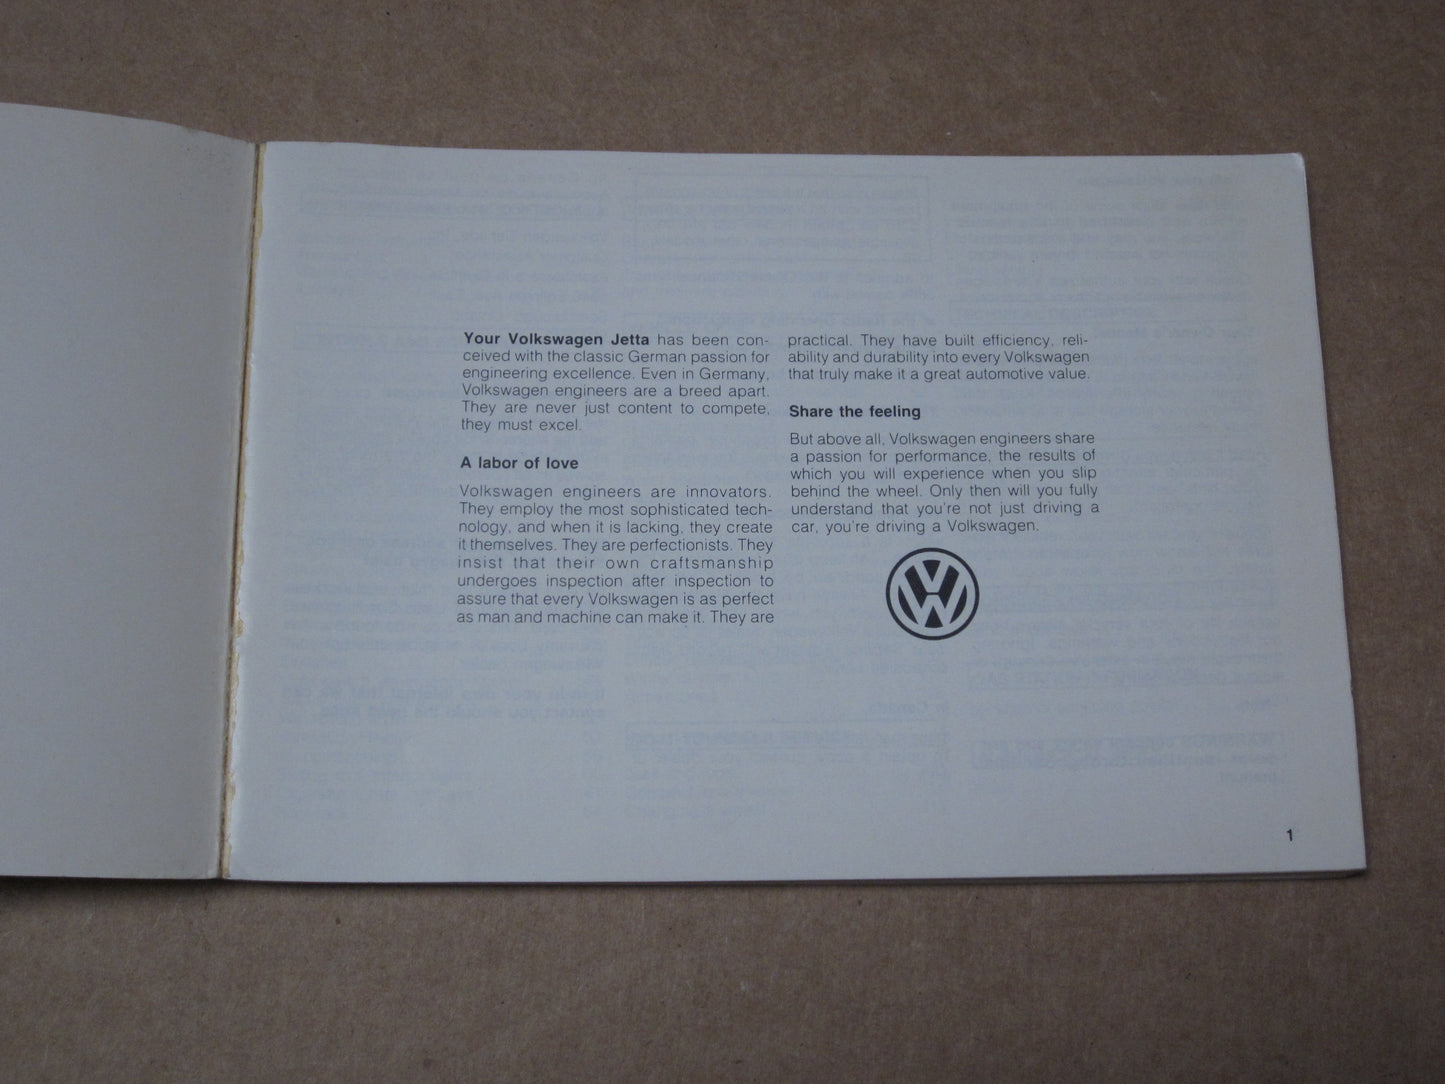 Your Volkswagen Jetta has been con-
ceived with the classic German passion for
engineering excellence. Even in Germany,
Volkswagen engineers are a breed apart.
They are never just content to compete,
they must excel.
A labor of love
Volkswagen engineers are innovators.
They employ the most sophisticated tech-
nology, and when it is lacking, they create
it themselves. They are perfectionists. They
insist that their own craftsmanship
undergoes inspection after inspection to
assure that every Volkswagen is as perfect
as man and machine can make it. They are
practical. They have built efficiency, reli-
ability and durability into every Volkswagen
that truly make it a great automotive value.
Share the feeling
But above all, Volkswagen engineers share
a passion for performance, the results of
which you will experience when you slip
behind the wheel. Only then will you fully
understand that you're not just driving a
car, you're driving a Volkswagen.
VW
1